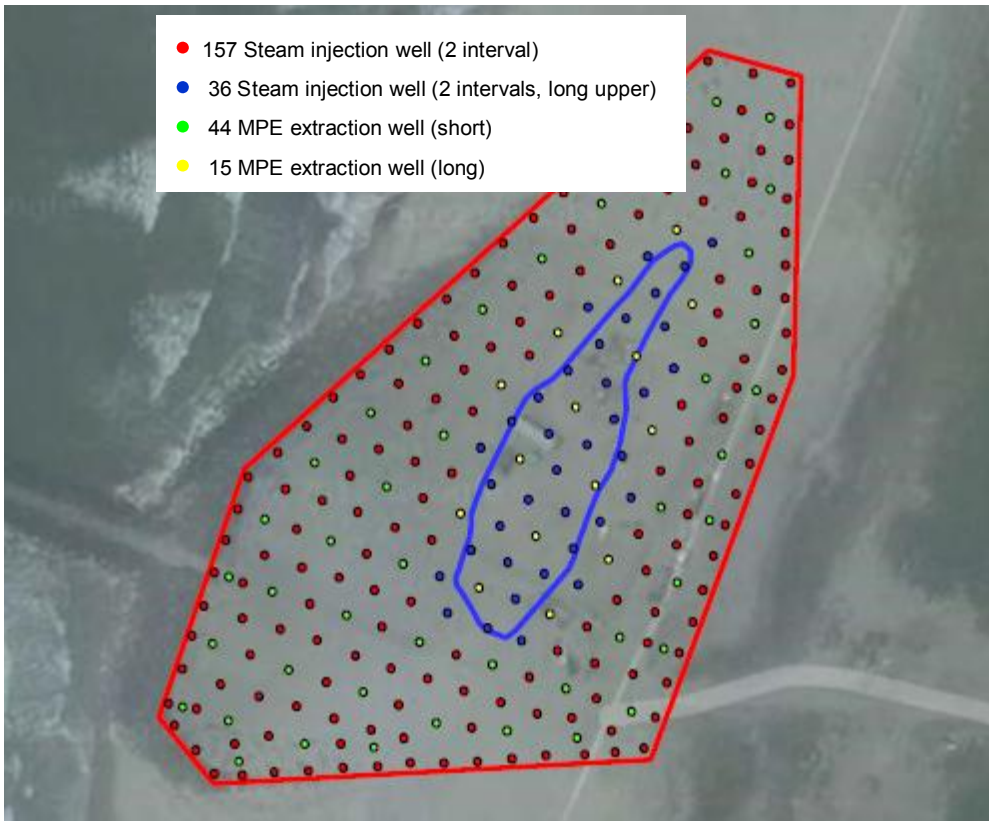 157 Steam injection well (2 interval)
36 Steam injection well (2 intervals, long upper)
44 MPE extraction well (short)
15 MPE extraction well (long)